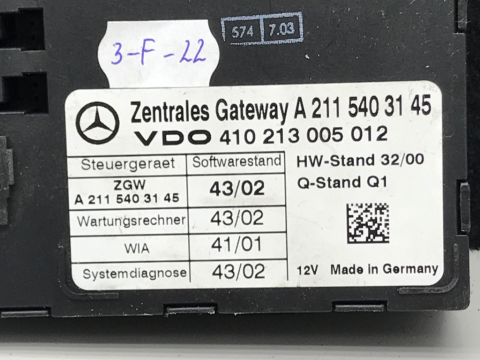 3-F-22
574 7.03
Zentrales Gateway A 211 540 31 45
VDO 410 213 005 012
Steuergeraet Softwarestand HW-Stand 32/00
ZGW
A 211 540 31 45 43/02 Q-Stand Q1
Wartungsrechner 43/02
WIA 41/01
Systemdiagnose 43/02 12V Made in Germany